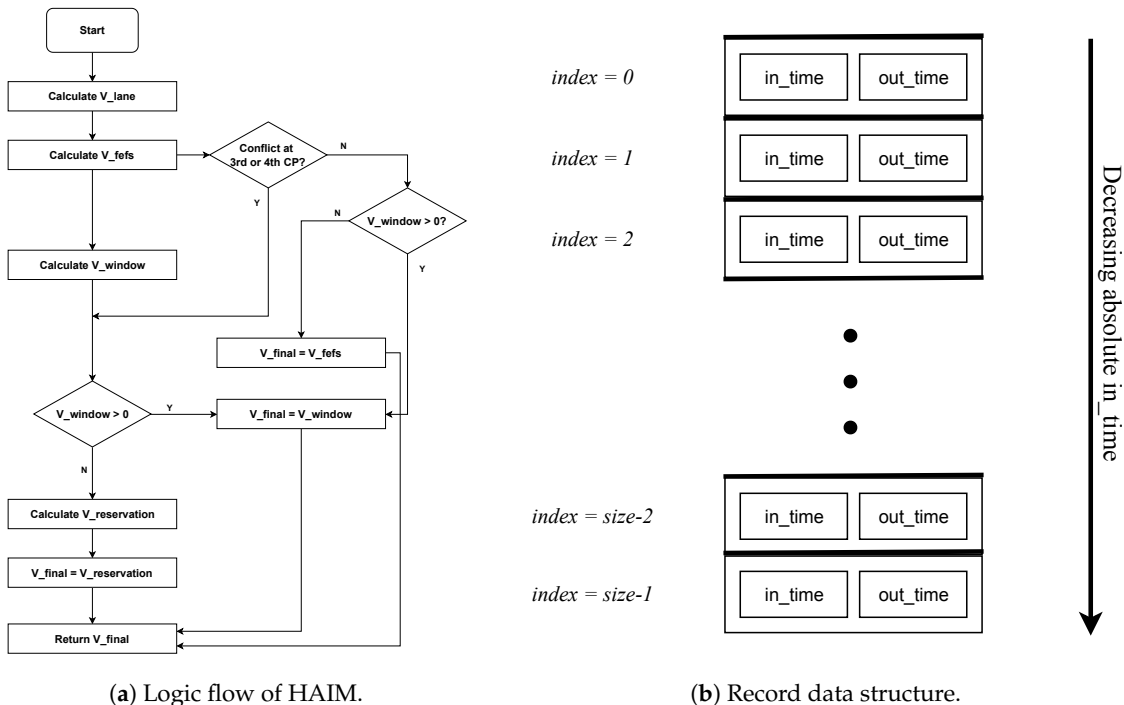 Start
Calculate V_lane
Calculate V_fefs
Conflict at
3rd or 4th CP?
N
Y
V_window > 0?
N
Y
Calculate V_window
V_final = V_fefs
V_window > 0
Y
N
V_final = V_window
Calculate V_reservation
V_final = V_reservation
Return V_final
(a) Logic flow of HAIM.
index = 0
in_time
out_time
index = 1
in_time
out_time
index = 2
in_time
out_time
index = size-2
in_time
out_time
index = size-1
in_time
out_time
Decreasing absolute in_time
(b) Record data structure.